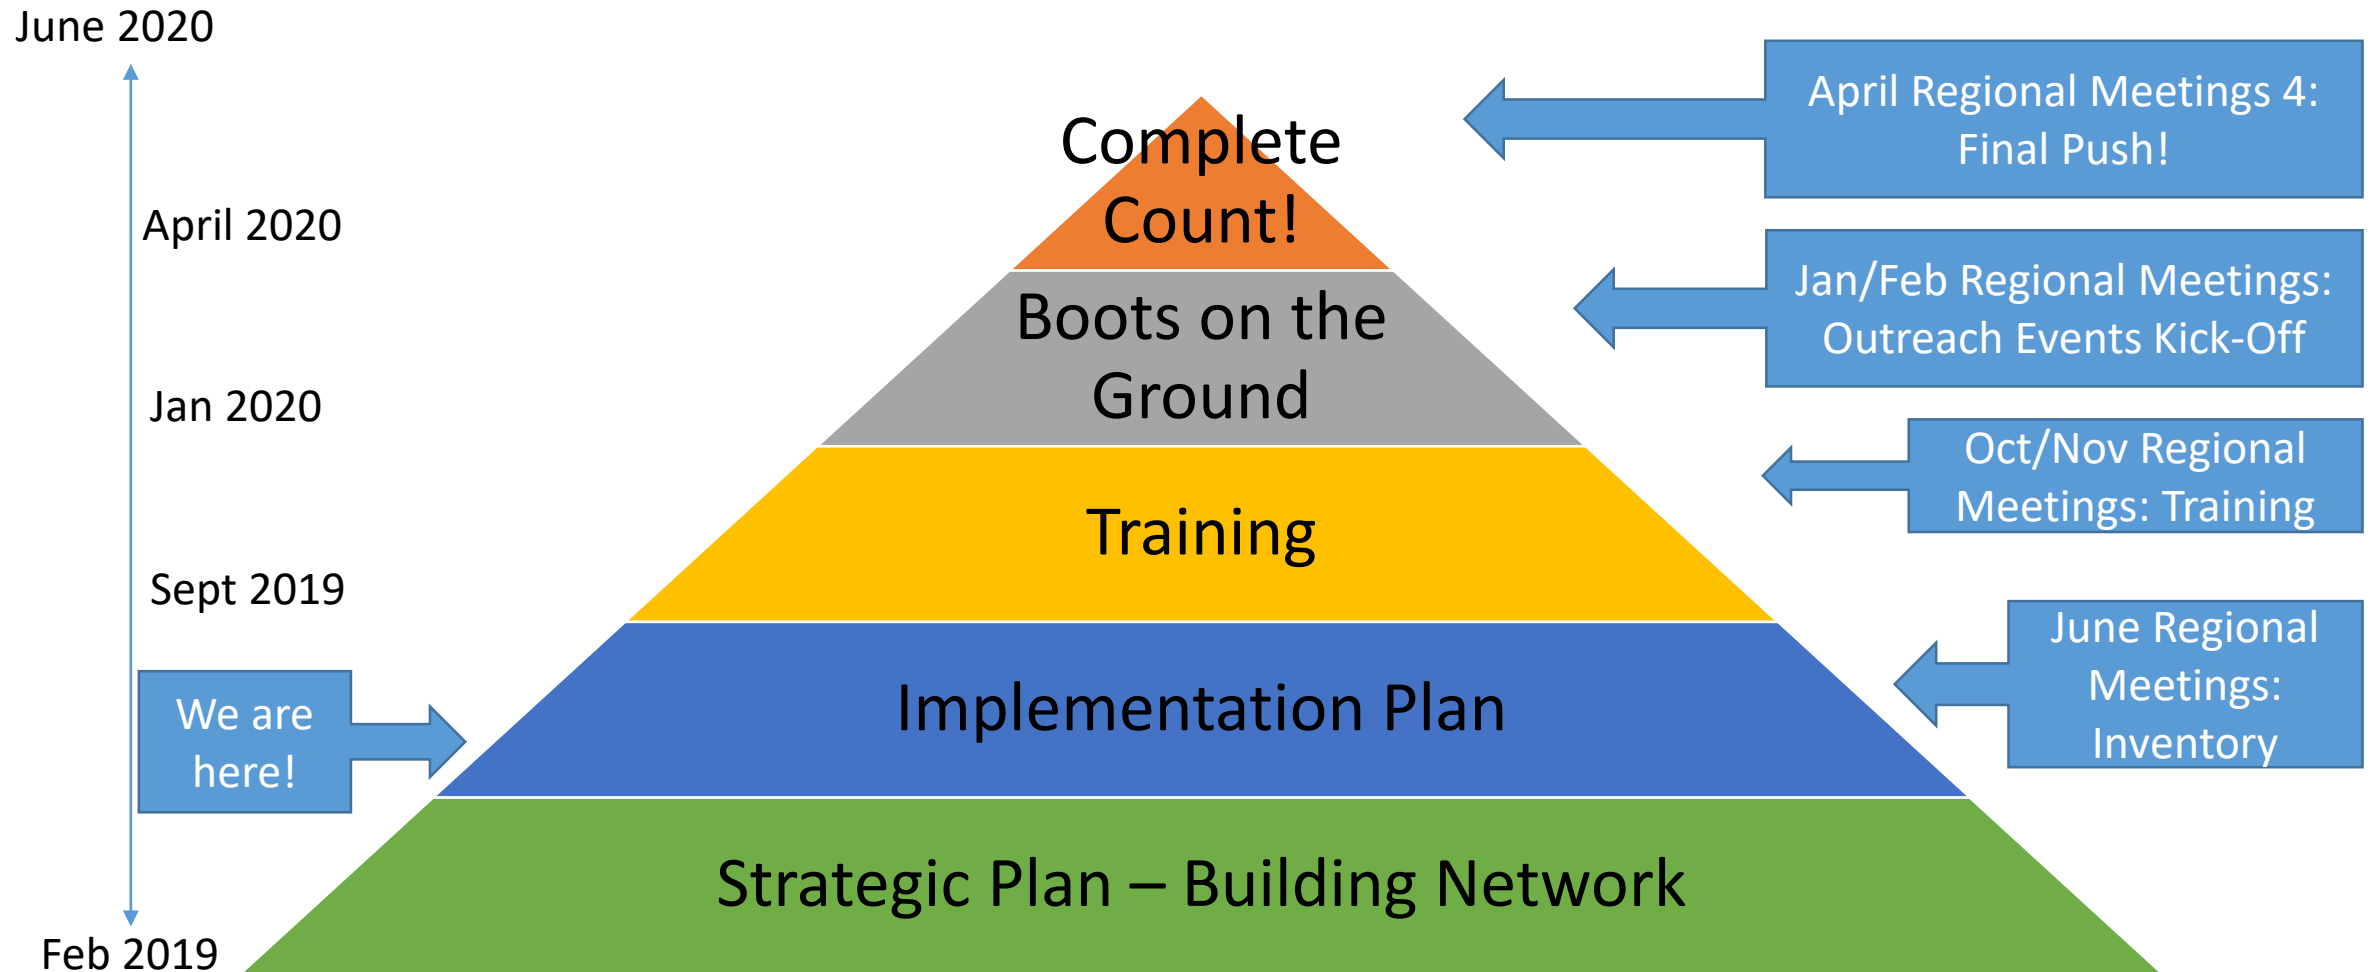 June 2020
April 2020
Jan 2020
Sept 2019
We are
here!
Feb 2019
Complete
Count!
Boots on the
Ground
Training
Implementation Plan
Strategic Plan – Building Network
April Regional Meetings 4:
Final Push!
Jan/Feb Regional Meetings:
Outreach Events Kick-Off
Oct/Nov Regional
Meetings: Training
June Regional
Meetings:
Inventory